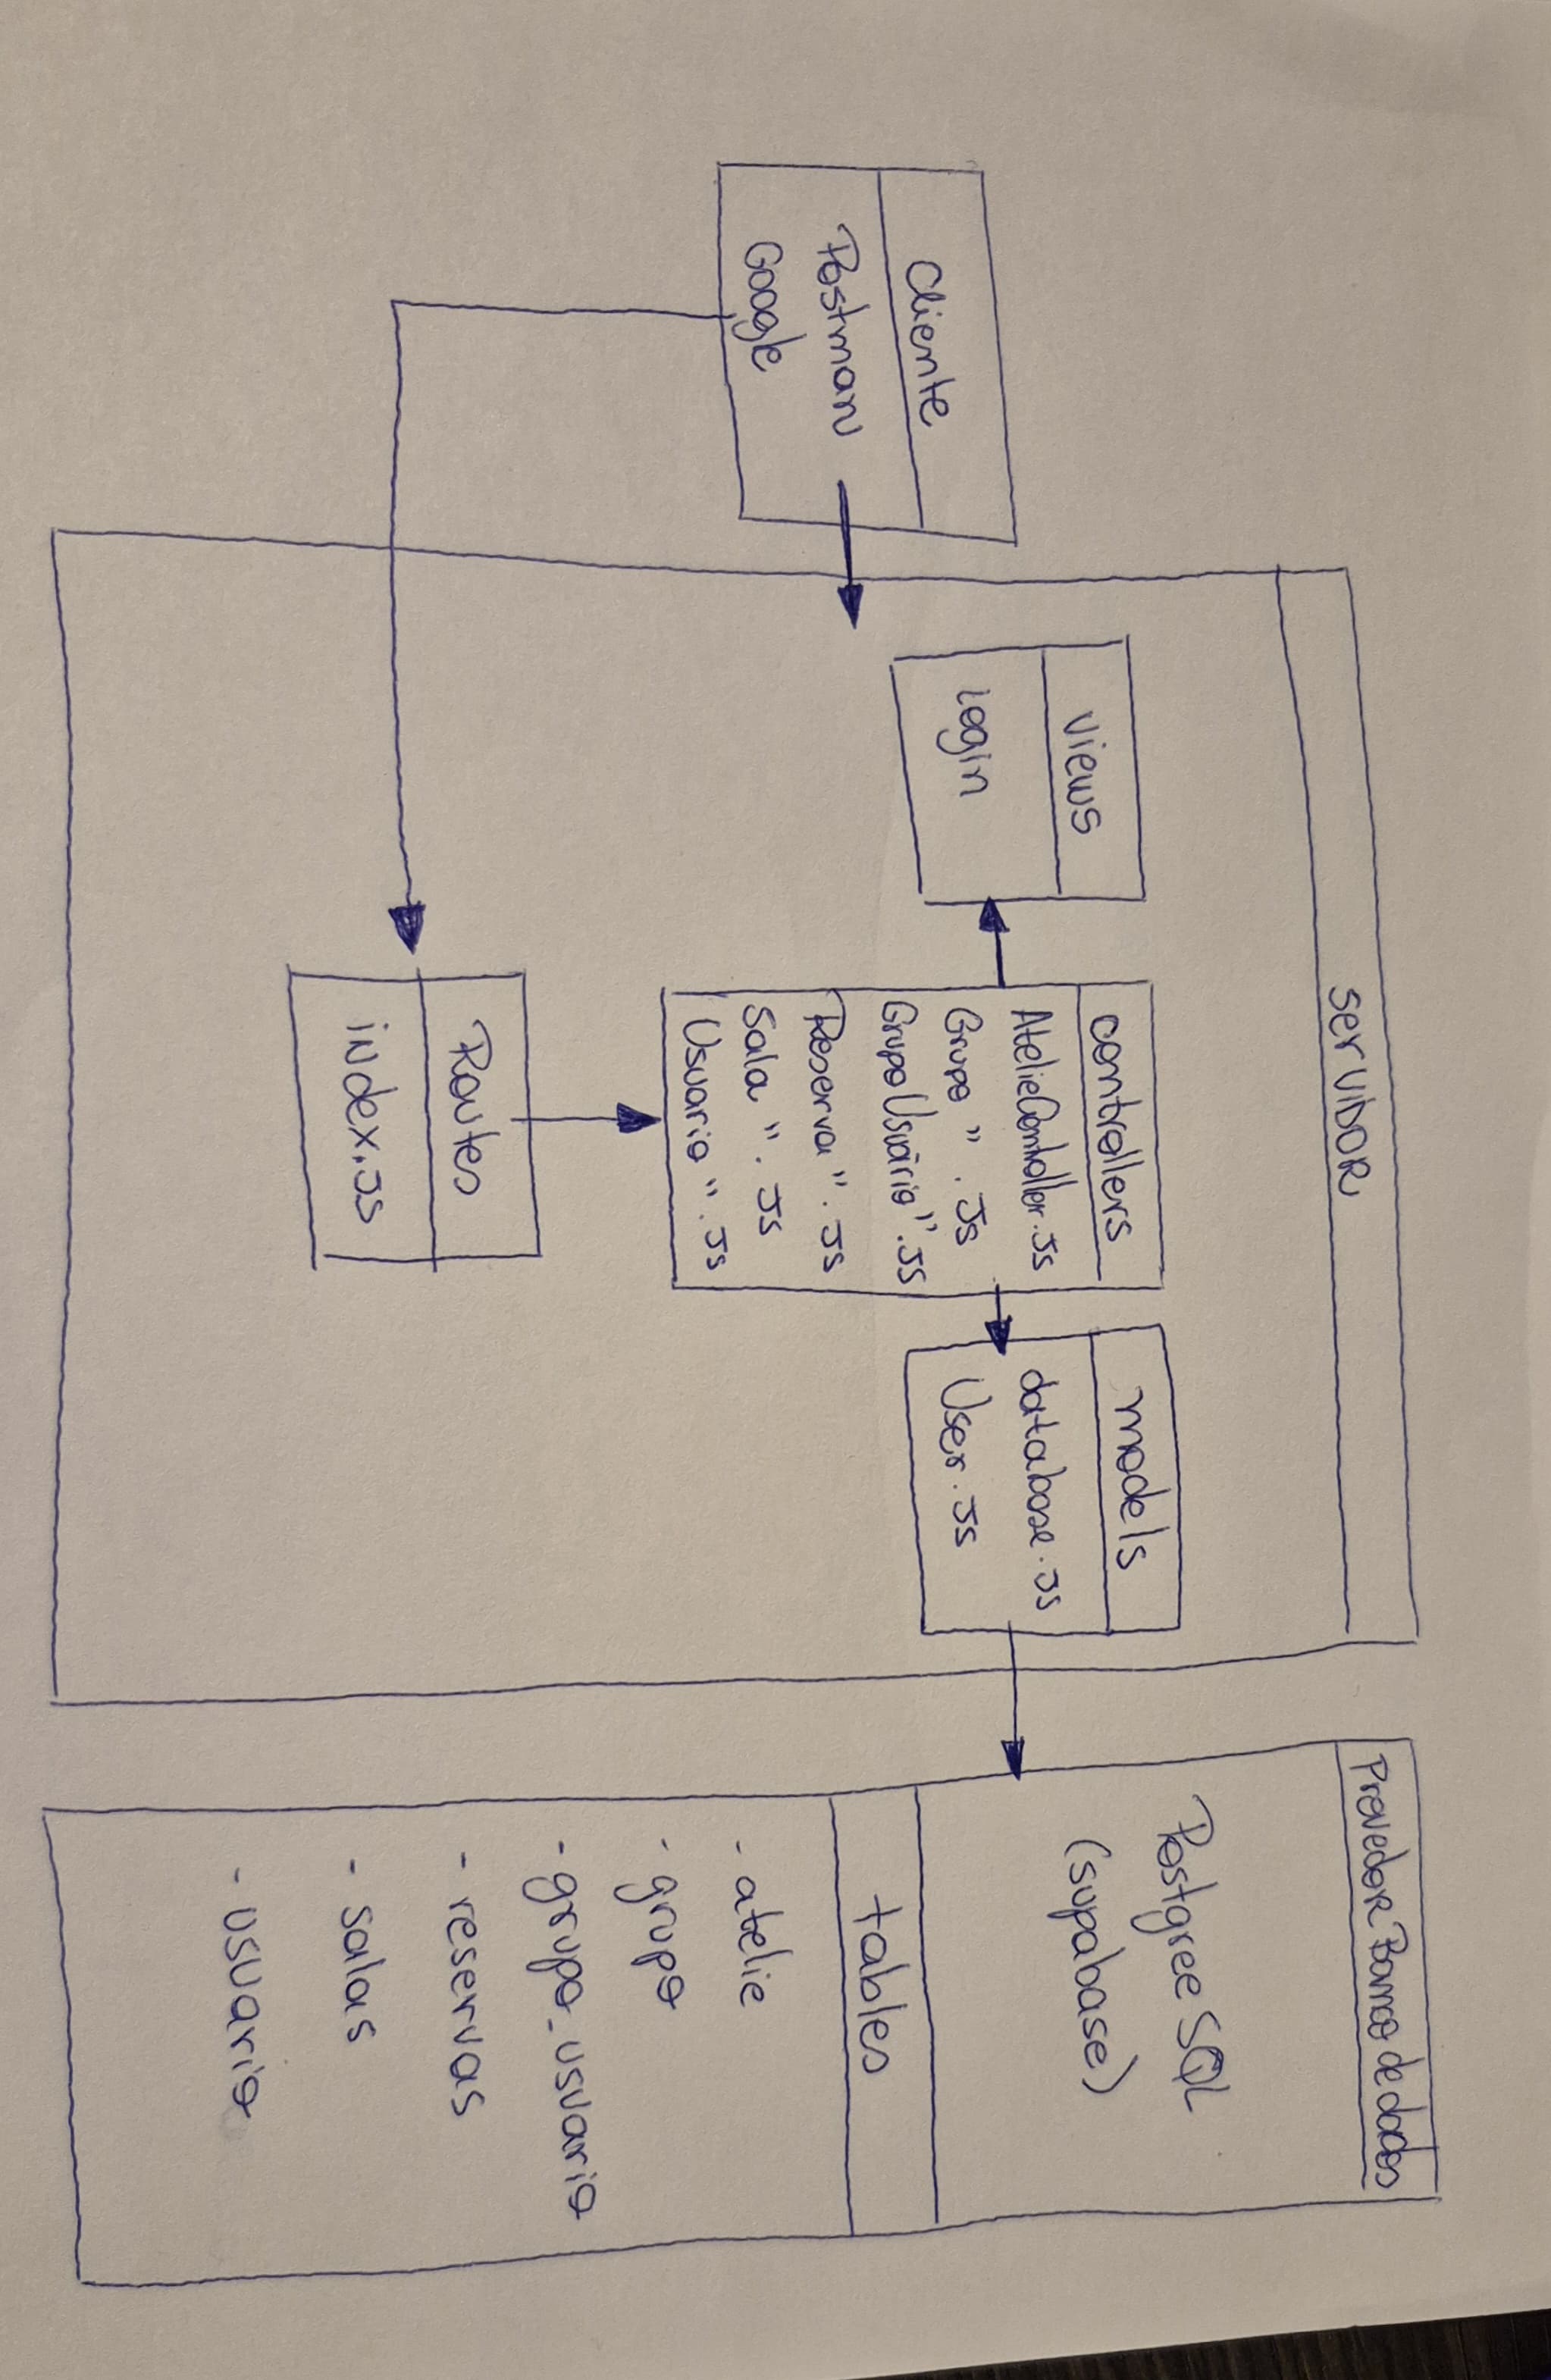 Cliente
Postman
Google
SERVIDOR
views
login
controllers
AtelieContoller.JS
Grupo ".JS
GrupoUsuário".JS
Reserva".JS
Sala ".JS
Usuario ".JS
models
database.JS
User.JS
Routes
index.JS
Provedor Banco de dados
Postgree SQL
(supabase)
tables
- atelie
- grupo
- grupo_usuario
- reservas
- salas
- usuario